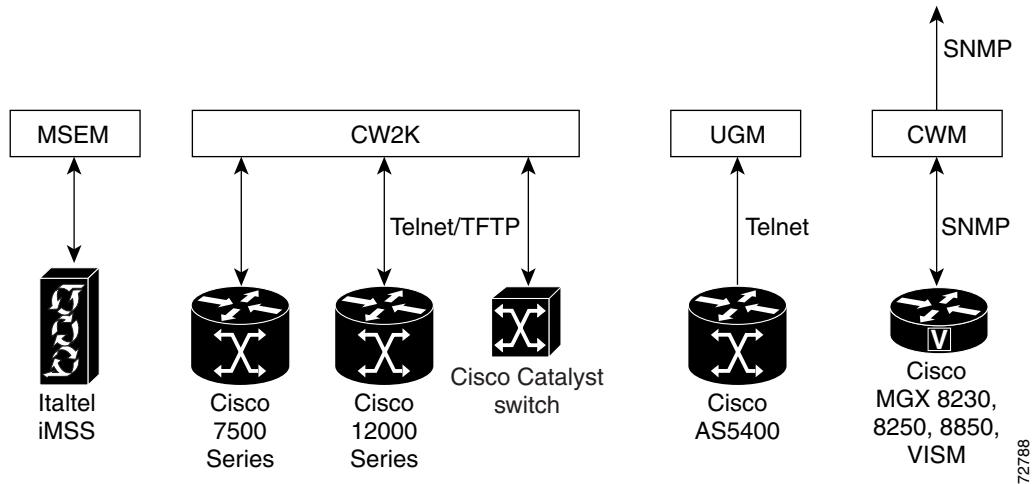 SNMP
MSEM
CW2K
UGM
CWM
Telnet/TFTP
Telnet
SNMP
V
Italtel
iMSS
Cisco
7500
Series
Cisco
12000
Series
Cisco Catalyst
switch
Cisco
AS5400
Cisco
MGX 8230,
8250, 8850,
VISM
72788